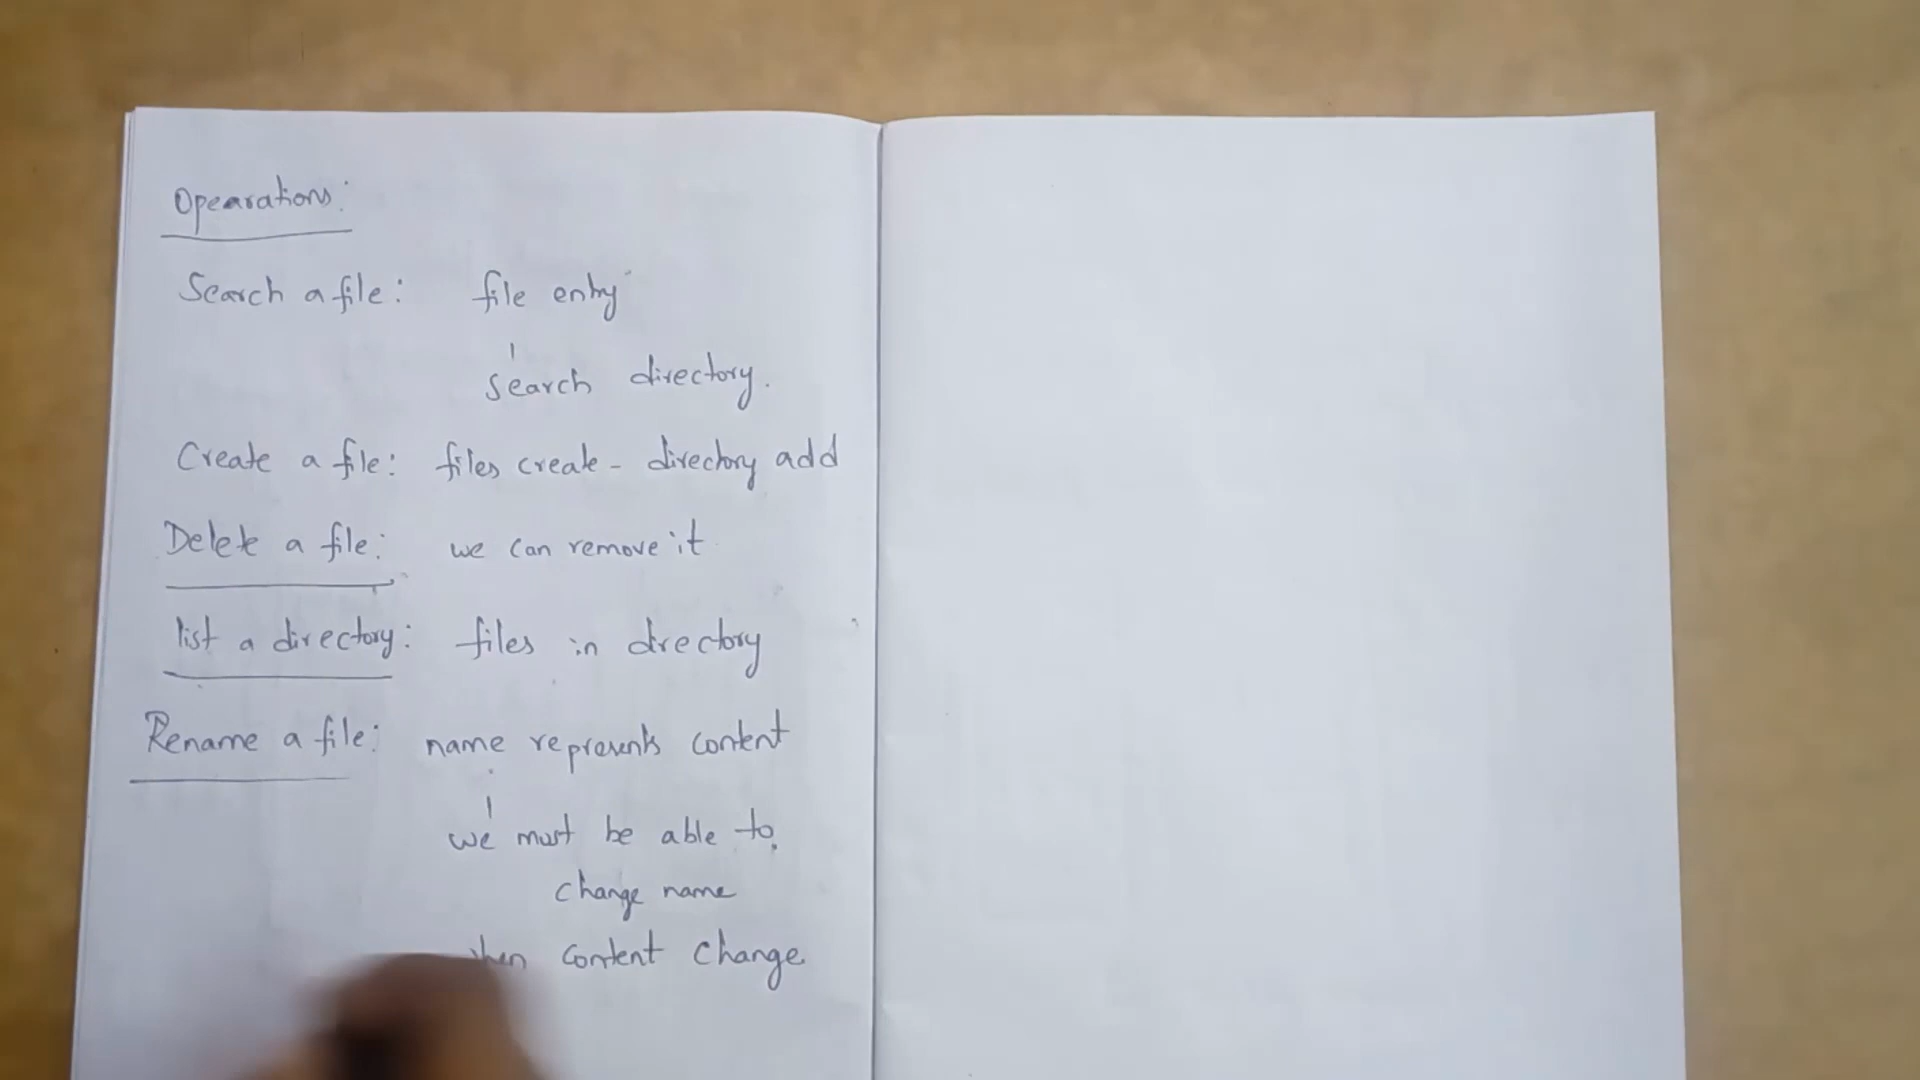 Opearations:
Search a file: file entry
search directory.
Create a file: files create - directory add
Delete a file: we can remove it
list a directory: files in drectory
Rename a file: name represents content
we must be able to
change name
content change